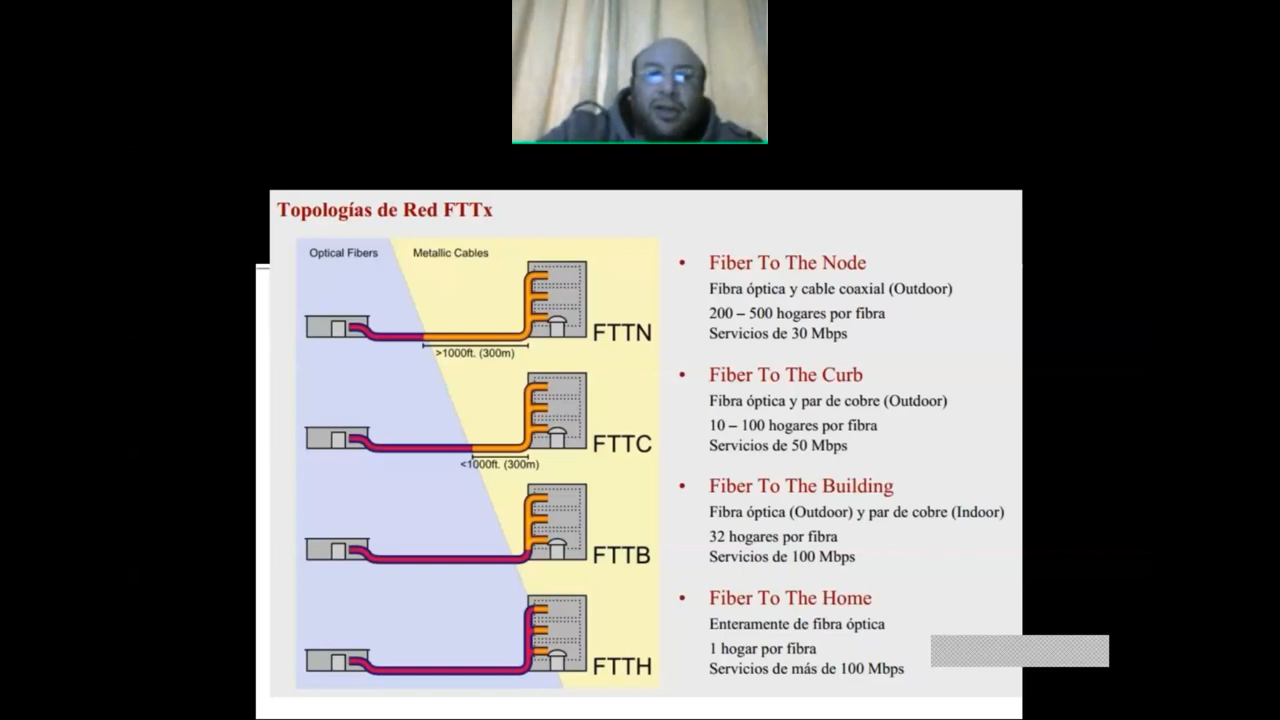 Topologías de Red FTTx
Optical Fibers
Metallic Cables
FTTN
>1000ft. (300m)
FTTC
<1000ft. (300m)
FTTB
FTTH
• Fiber To The Node
Fibra óptica y cable coaxial (Outdoor)
200 – 500 hogares por fibra
Servicios de 30 Mbps
• Fiber To The Curb
Fibra óptica y par de cobre (Outdoor)
10 – 100 hogares por fibra
Servicios de 50 Mbps
• Fiber To The Building
Fibra óptica (Outdoor) y par de cobre (Indoor)
32 hogares por fibra
Servicios de 100 Mbps
• Fiber To The Home
Enteramente de fibra óptica
1 hogar por fibra
Servicios de más de 100 Mbps